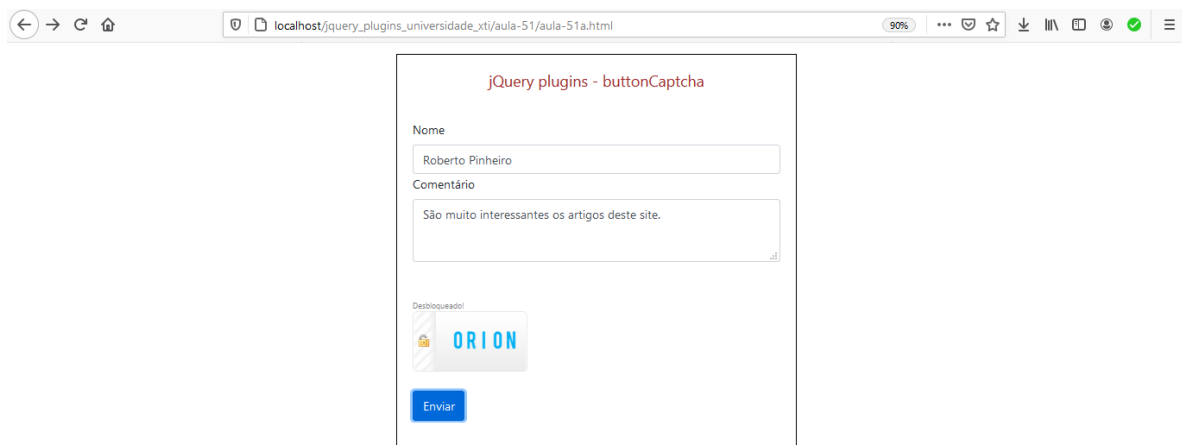 localhost/jquery_plugins_universidade_xti/aula-51/aula-51a.html
90%
jQuery plugins - buttonCaptcha
Nome
Roberto Pinheiro
Comentário
São muito interessantes os artigos deste site.
Desbloqueado!
ORION
Enviar